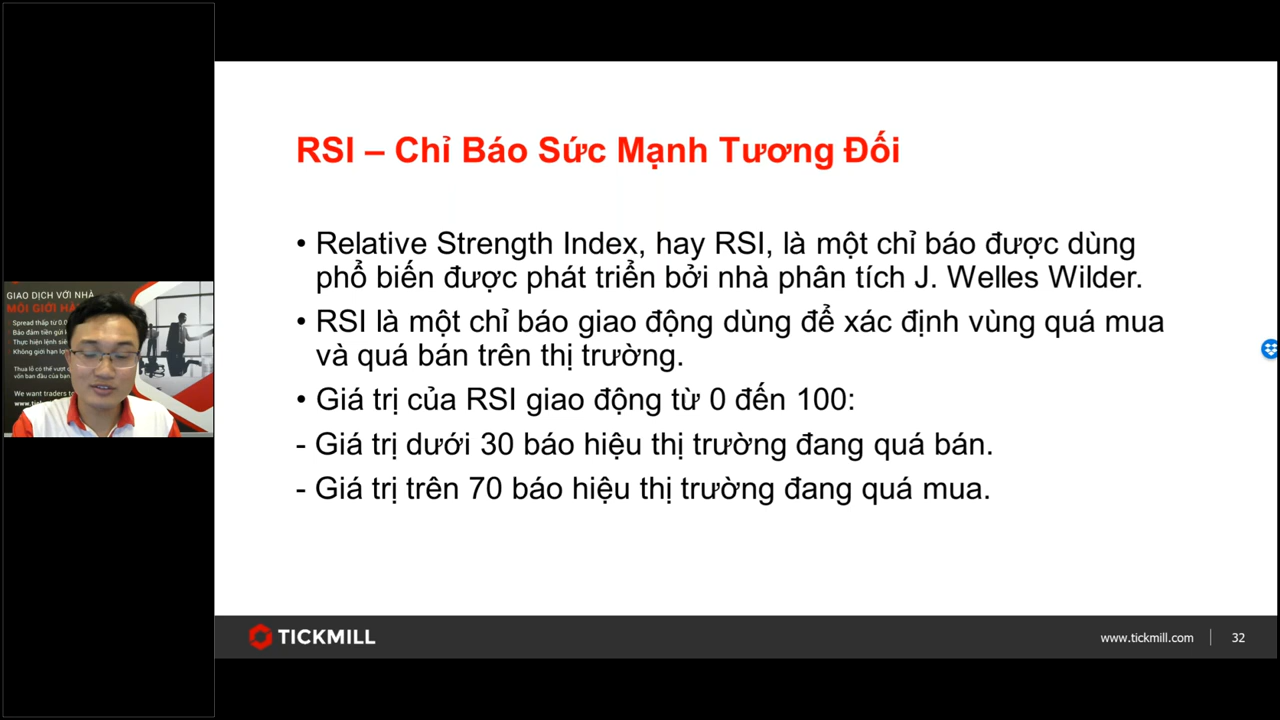 RSI – Chỉ Báo Sức Mạnh Tương Đối
• Relative Strength Index, hay RSI, là một chỉ báo được dùng
phổ biến được phát triển bởi nhà phân tích J. Welles Wilder.
• RSI là một chỉ báo giao động dùng để xác định vùng quá mua
và quá bán trên thị trường.
• Giá trị của RSI giao động từ 0 đến 100:
- Giá trị dưới 30 báo hiệu thị trường đang quá bán.
- Giá trị trên 70 báo hiệu thị trường đang quá mua.
GIAO DỊCH VỚI NHÀ
MÔI GIỚI
Spread thấp từ 0.0
Bảo đảm tiền gửi
Thực hiện lệnh
Không giới hạn
Thua lỗ có thể vượt
vốn ban đầu của
We want traders
TICKMILL
www.tickmill.com
32